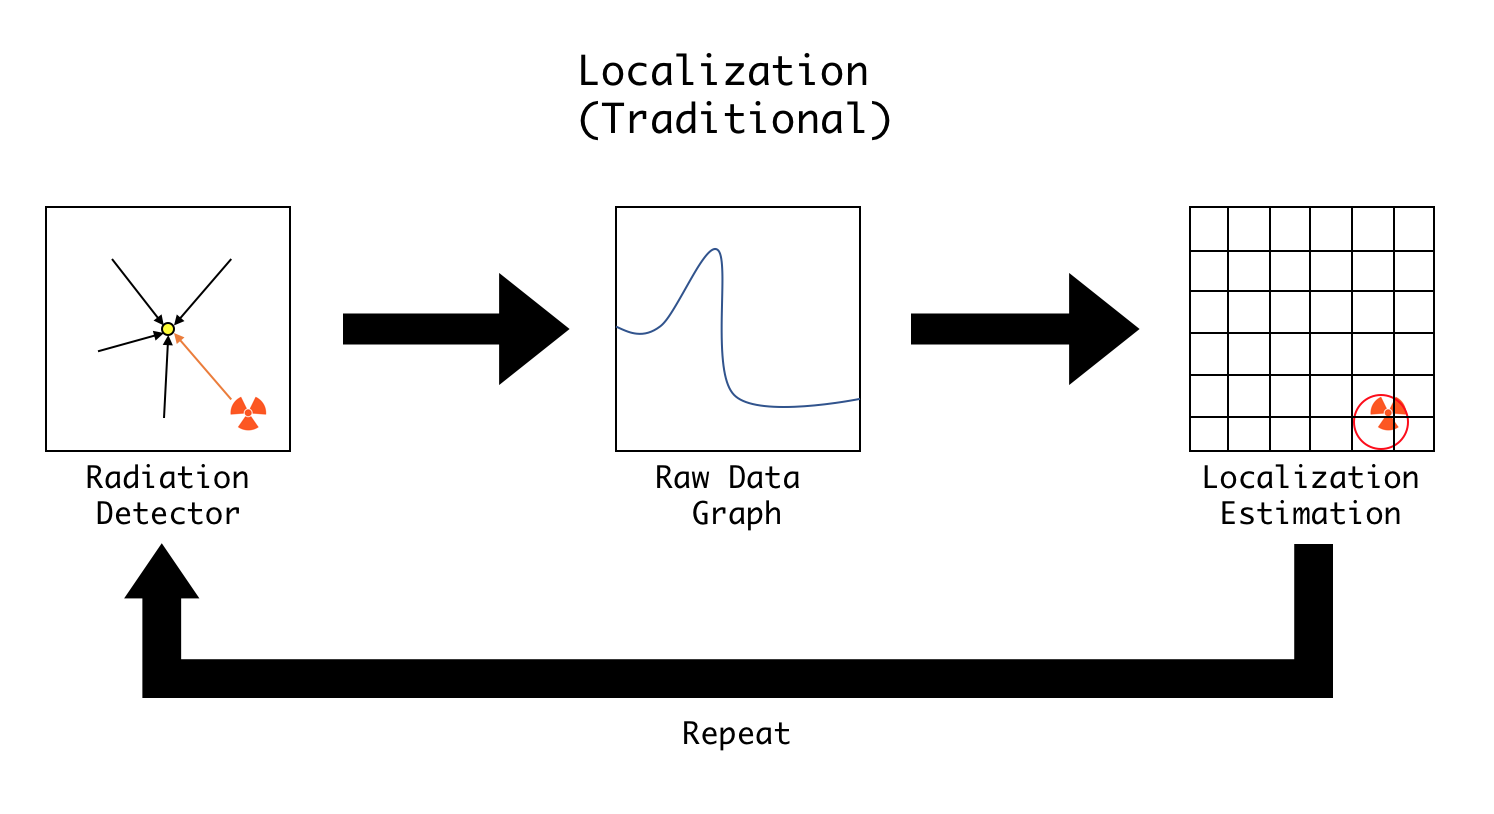 Localization
(Traditional)
Radiation
Detector
Raw Data
Graph
Localization
Estimation
Repeat